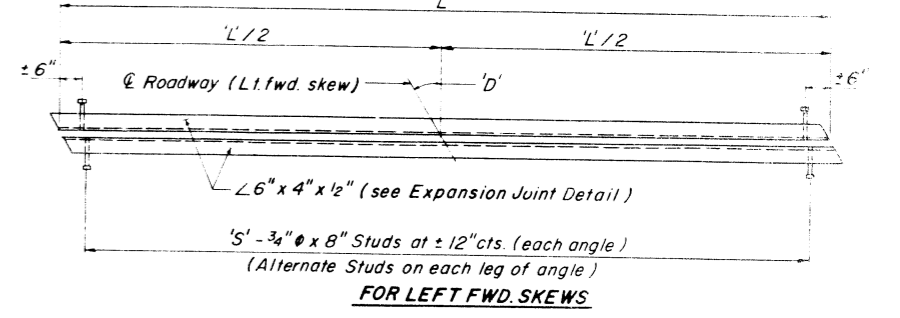 L
'L'/2 'L'/2
±6" ±6"
℄ Roadway (Lt. fwd. skew) 'D'
∠6" x 4" x 1/2" (see Expansion Joint Detail)
'S' - 3/4" Φ x 8" Studs at ± 12" cts. (each angle)
(Alternate Studs on each leg of angle)
FOR LEFT FWD. SKEWS